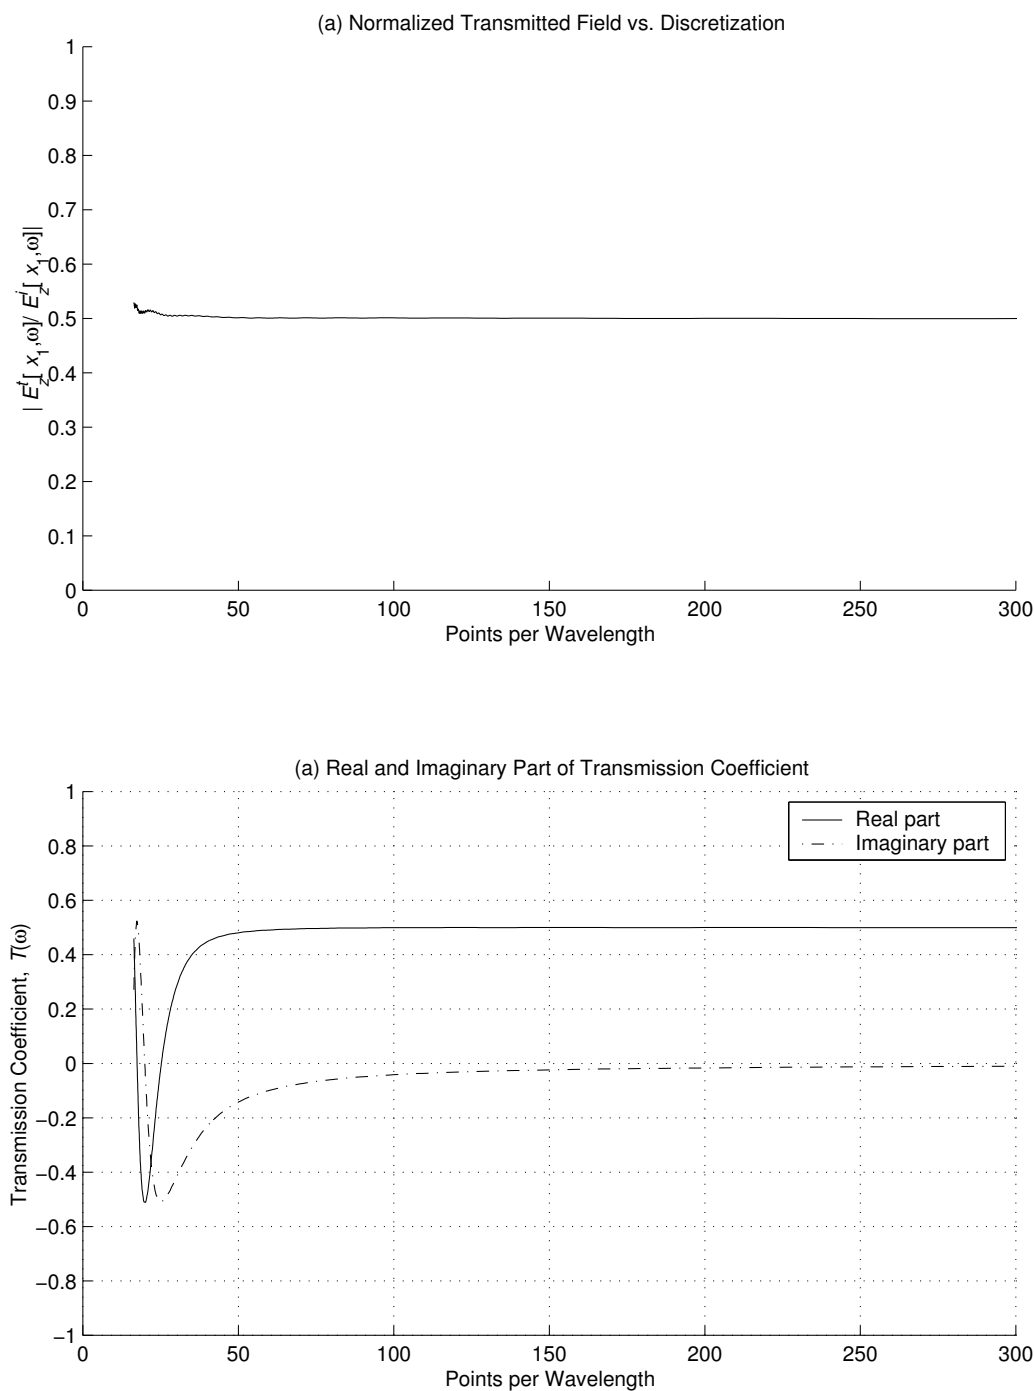 (a) Normalized Transmitted Field vs. Discretization
| E_z^t[ x_1,ω]/ E_z^i[ x_1,ω]|
1
0.9
0.8
0.7
0.6
0.5
0.4
0.3
0.2
0.1
0
0 50 100 150 200 250 300
Points per Wavelength
(a) Real and Imaginary Part of Transmission Coefficient
Real part
Imaginary part
Transmission Coefficient, T(ω)
1
0.8
0.6
0.4
0.2
0
−0.2
−0.4
−0.6
−0.8
−1
0 50 100 150 200 250 300
Points per Wavelength